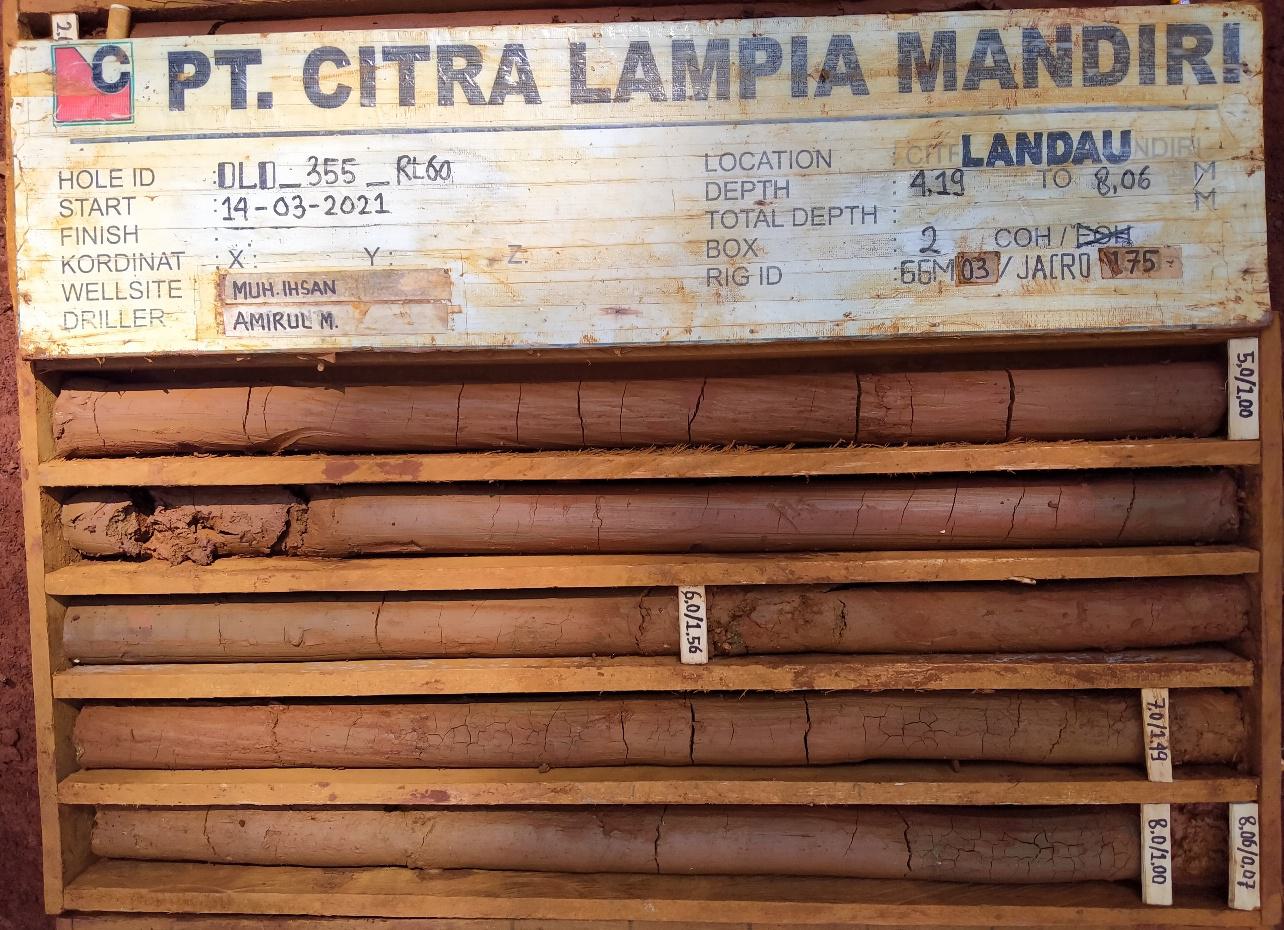 2.
C PT. CITRA LAMPIA MANDIRI
HOLE ID : DLD_355_RL60
START : 14-03-2021
FINISH :
KORDINAT : X : Y : Z.
WELLSITE MUH.IHSAN
DRILLER AMIRUL M.
LOCATION : LANDAU
DEPTH : 4,19 TO 8,06 M
TOTAL DEPTH : M
BOX : 2 COH / EOH
RIG ID : GGM 03 / JACRO 175
5.0/1,00
6.0/1.56
7.0/1.49
8.0/1.00
8.06/0.07